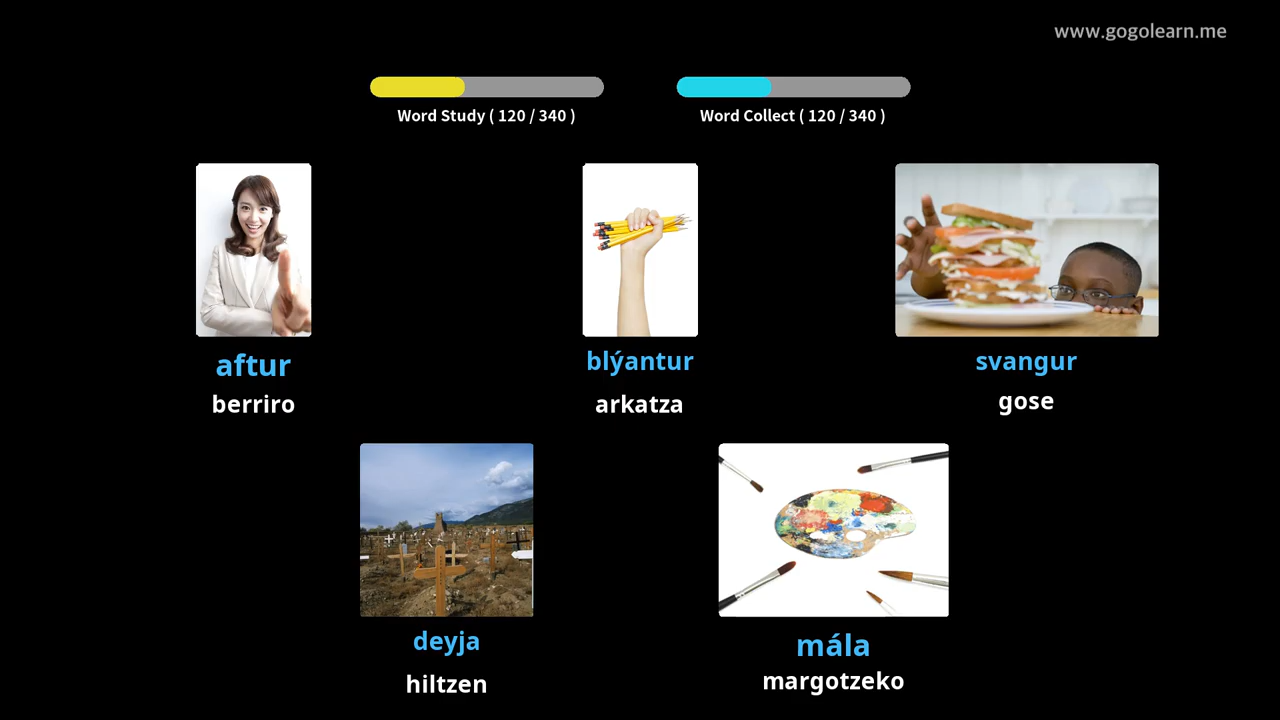 www.gogolearn.me
Word Study ( 120 / 340 )
Word Collect ( 120 / 340 )
aftur
berriro
blýantur
arkatza
svangur
gose
deyja
hiltzen
mála
margotzeko